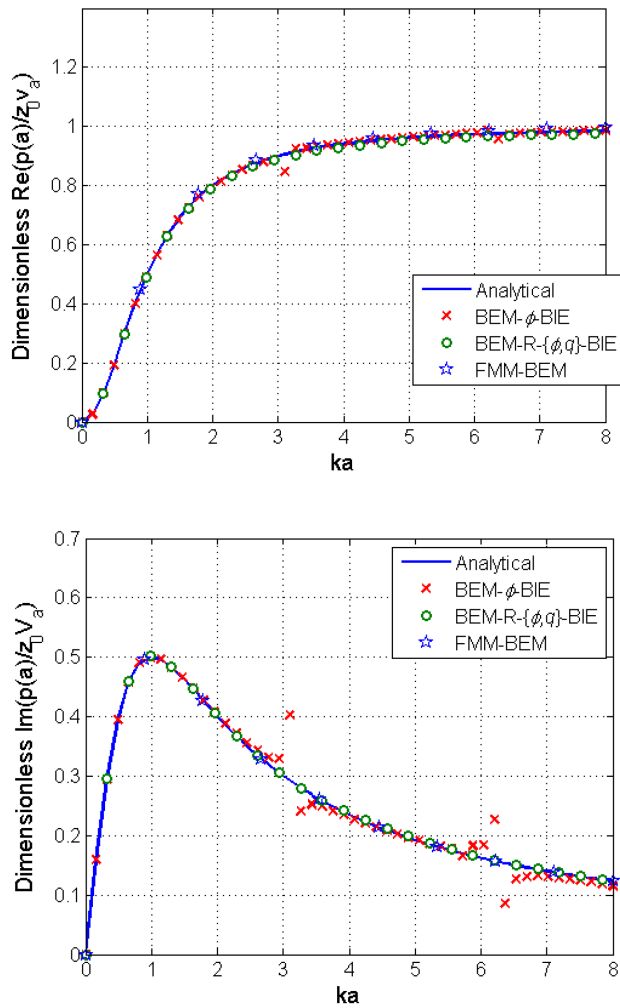 Dimensionless Re(p(a)/z₀v_a)
1.2
1
0.8
0.6
0.4
0.2
0
Analytical
BEM-ϕ-BIE
BEM-R-{ϕ,q}-BIE
FMM-BEM
0 1 2 3 4 5 6 7 8
ka
Dimensionless Im(p(a)/z₀V_a)
0.7
0.6
0.5
0.4
0.3
0.2
0.1
0
Analytical
BEM-ϕ-BIE
BEM-R-{ϕ,q}-BIE
FMM-BEM
0 1 2 3 4 5 6 7 8
ka